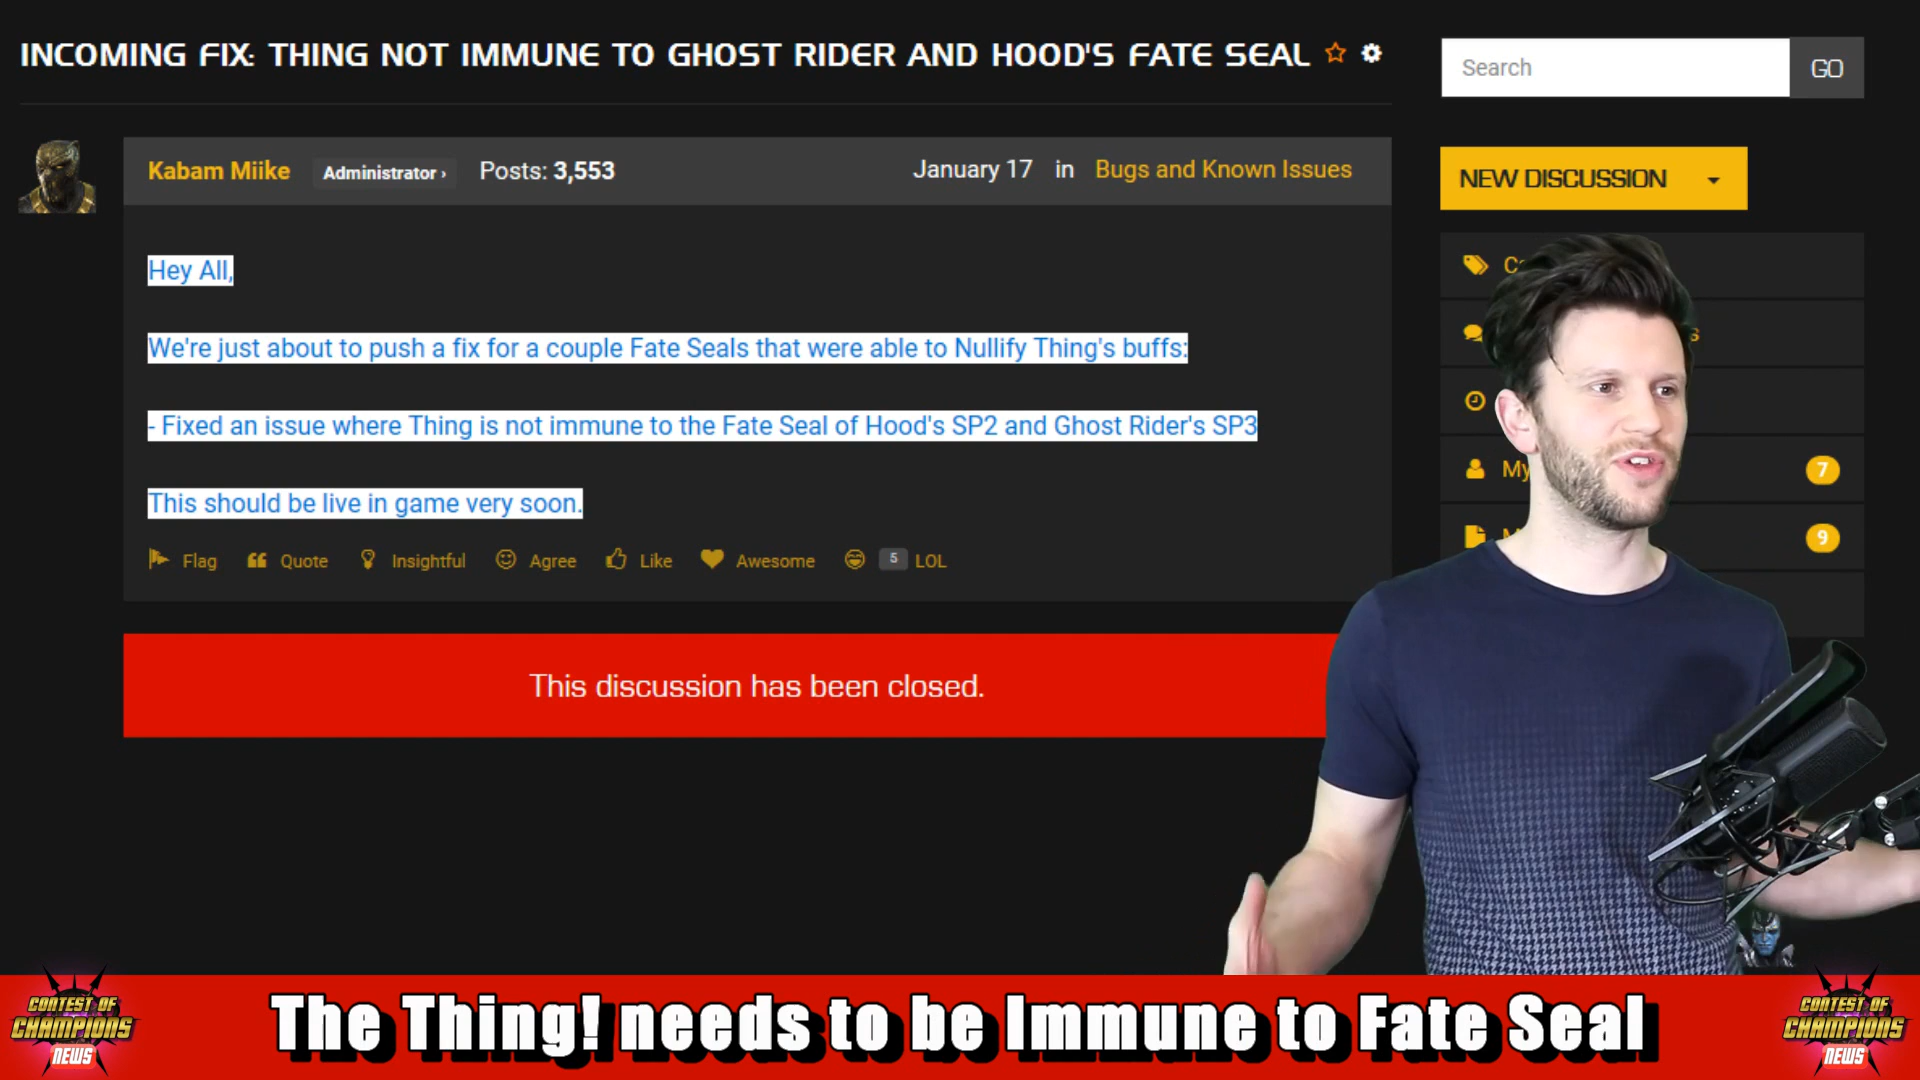 INCOMING FIX: THING NOT IMMUNE TO GHOST RIDER AND HOOD'S FATE SEAL
Search
GO
Kabam Miike Administrator › Posts: 3,553 January 17 in Bugs and Known Issues
NEW DISCUSSION
Hey All,
We're just about to push a fix for a couple Fate Seals that were able to Nullify Thing's buffs:
- Fixed an issue where Thing is not immune to the Fate Seal of Hood's SP2 and Ghost Rider's SP3
My
7
This should be live in game very soon.
9
Flag Quote Insightful Agree Like Awesome 5 LOL
This discussion has been closed.
The Thing! needs to be Immune to Fate Seal
CONTEST OF
CHAMPIONS
NEWS
CONTEST OF
CHAMPIONS
NEWS